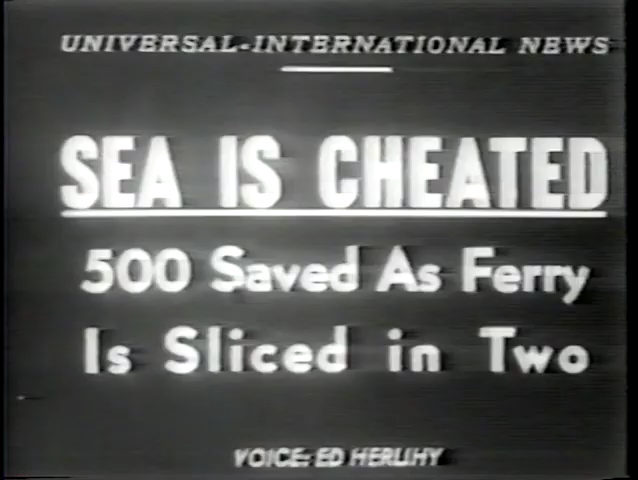 UNIVERSAL-INTERNATIONAL NEWS
SEA IS CHEATED
500 Saved As Ferry
Is Sliced in Two
VOICE: ED HERLIHY